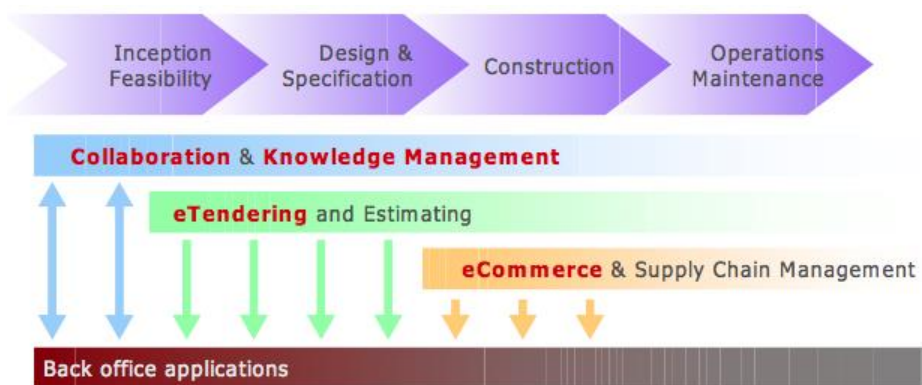 Inception
Feasibility
Design &
Specification
Construction
Operations
Maintenance
Collaboration & Knowledge Management
eTendering and Estimating
eCommerce & Supply Chain Management
Back office applications